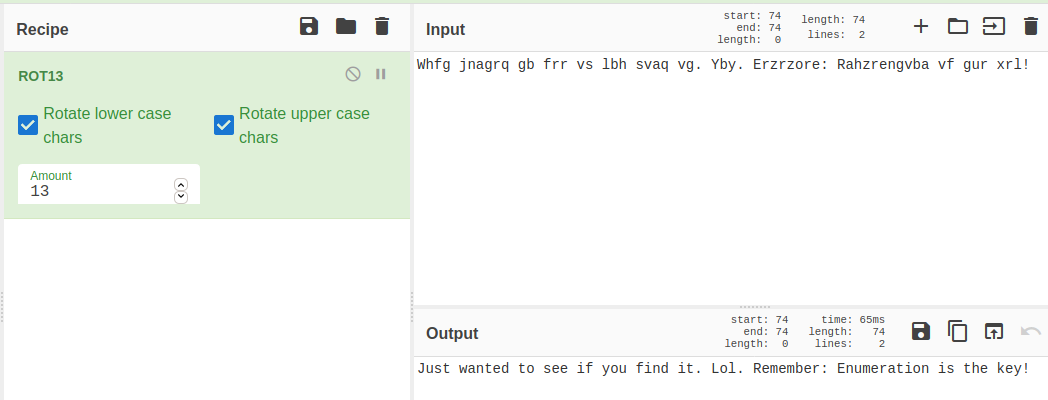 Recipe
ROT13
Rotate lower case chars
Rotate upper case chars
Amount
13
Input
start: 74
end: 74
length: 0
length: 74
lines: 2
Whfg jnagrq gb frr vs lbh svaq vg. Yby. Erzrzore: Rahzrengvba vf gur xrl!
Output
start: 74
end: 74
length: 0
time: 65ms
length: 74
lines: 2
Just wanted to see if you find it. Lol. Remember: Enumeration is the key!